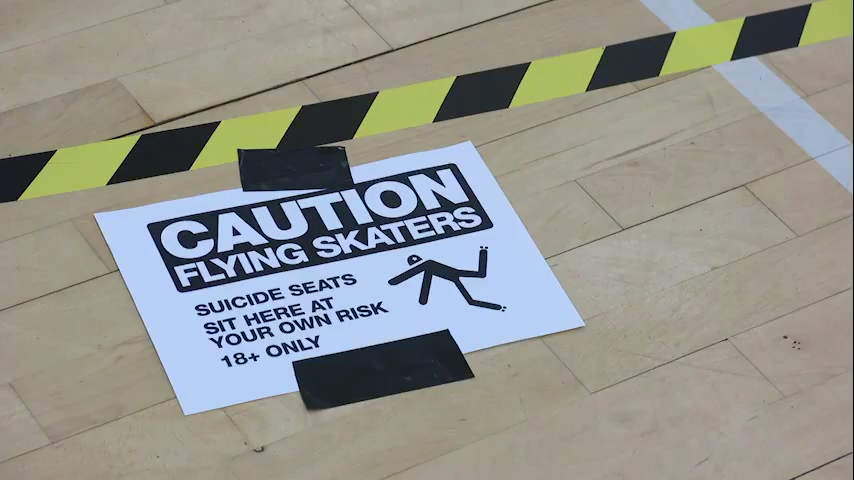 CAUTION
FLYING SKATERS
SUICIDE SEATS
SIT HERE AT
YOUR OWN RISK
18+ ONLY